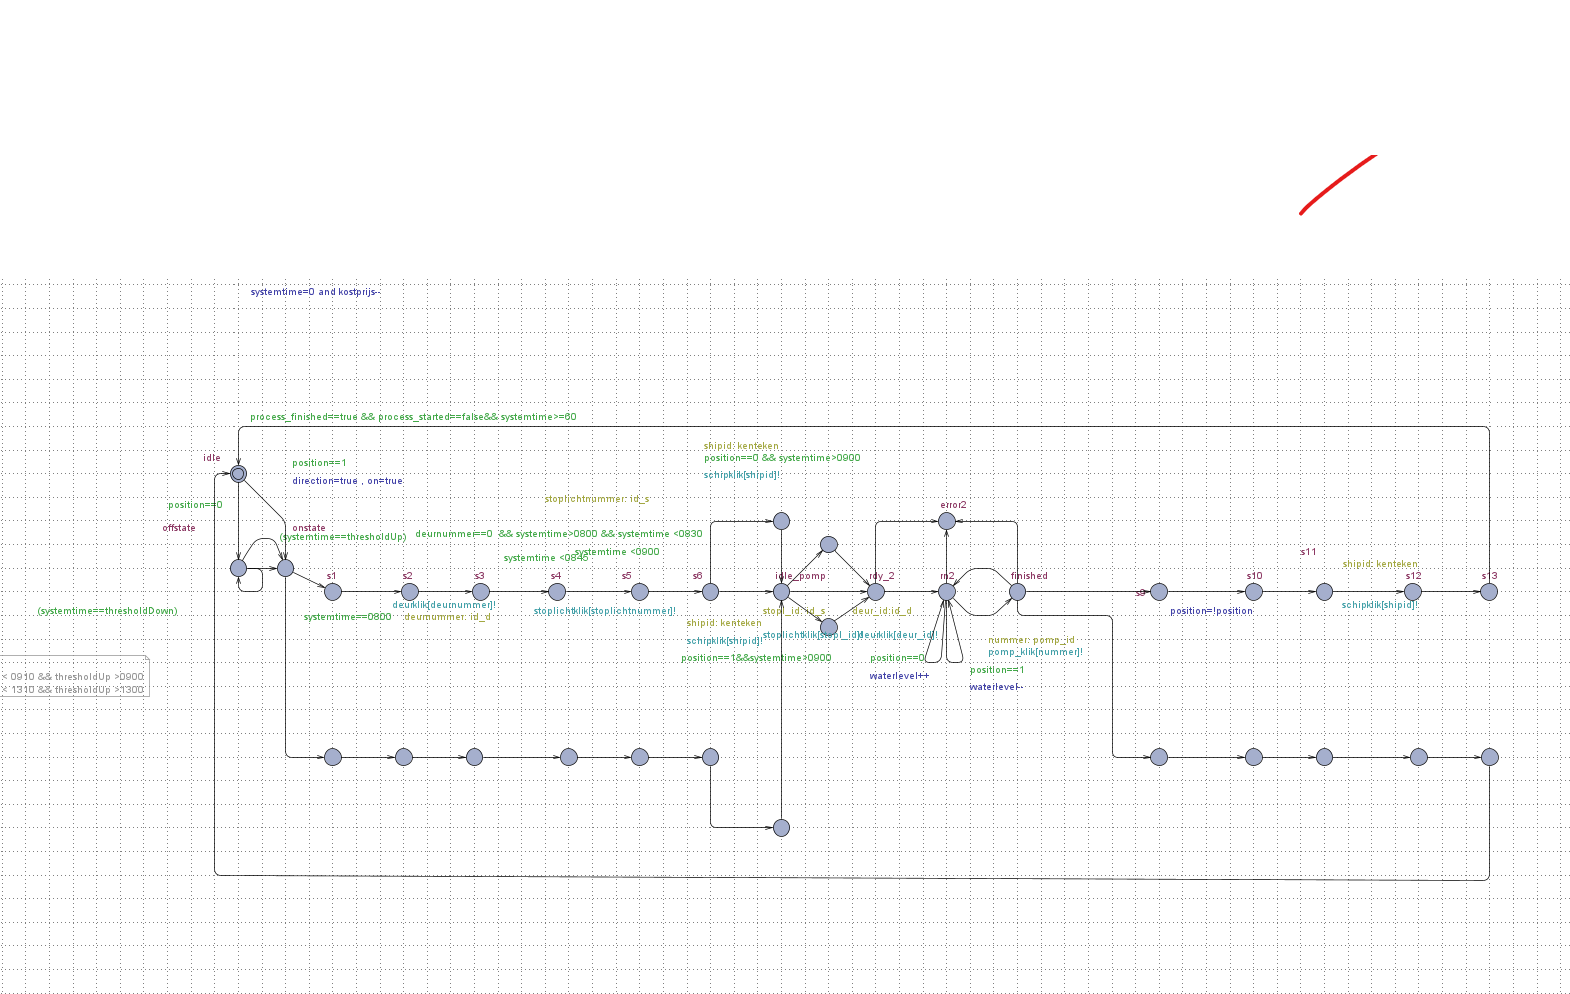 systemtime=0 and kostprijs--
process_finished==true && process_started==false&& systemtime>=60
shipid: kenteken
idle
position==0 && systemtime>0900
position==1
schipklik[shipid]!
direction=true , on=true
stoplichtnummer: id_s
position==0
error2
offstate
onstate
(systemtime==thresholdUp)
deurnummer==0 && systemtime>0800 && systemtime <0830
systemtime <0900
systemtime <0845
s11
shipid: kenteken
s1
s2
s3
s4
s5
s6
idle_pomp
rdy_2
rn2
finished
s9
s10
s12
s13
deurklik[deurnummer]!
schipklik[shipid]!
(systemtime==thresholdDown)
stoplichtklik[stoplichtnummer]!
stopl_id: id_s
deur_id:id_d
position=!position
systemtime==0800
deurnummer: id_d
shipid: kenteken
stoplichtklik[stopl_id]!
deurklik[deur_id]!
schipklik[shipid]!
nummer: pomp_id
pomp_klik[nummer]!
position==1&&systemtime>0900
position==0
position==1
waterlevel++
waterlevel--
< 0910 && thresholdUp >0900
< 1310 && thresholdUp >1300